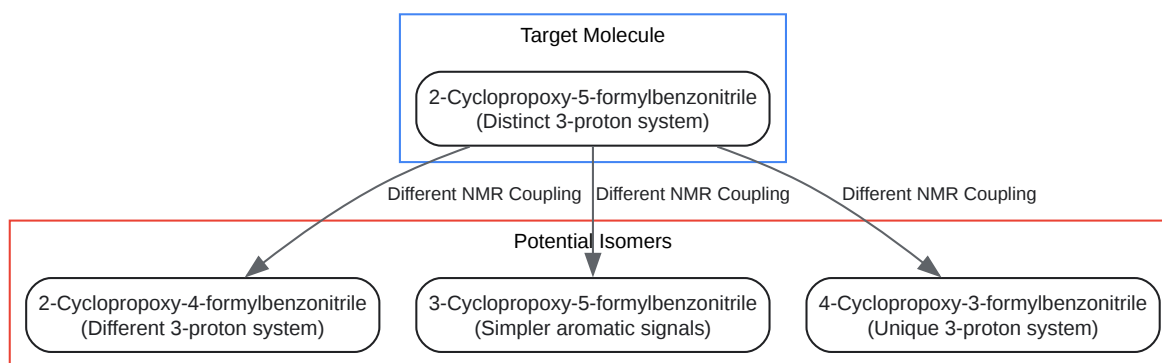 Target Molecule
2-Cyclopropoxy-5-formylbenzonitrile
(Distinct 3-proton system)
Different NMR Coupling
Different NMR Coupling
Different NMR Coupling
Potential Isomers
2-Cyclopropoxy-4-formylbenzonitrile
(Different 3-proton system)
3-Cyclopropoxy-5-formylbenzonitrile
(Simpler aromatic signals)
4-Cyclopropoxy-3-formylbenzonitrile
(Unique 3-proton system)